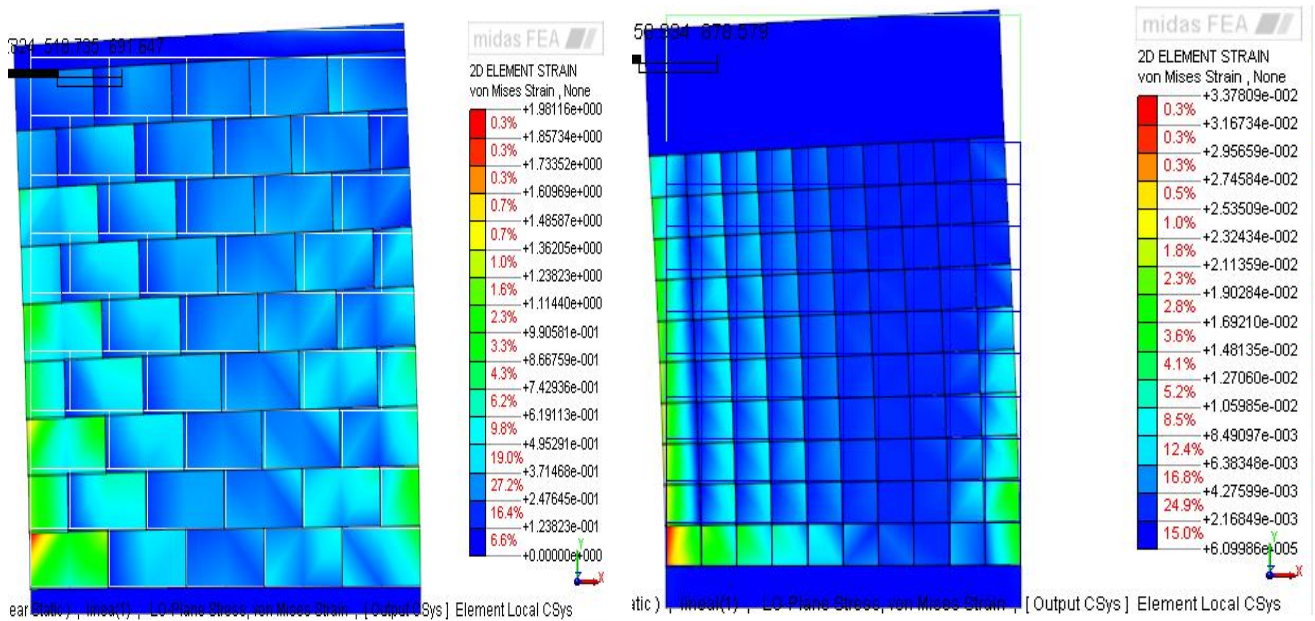 .824 518.735 691.647
midas FEA
2D ELEMENT STRAIN
von Mises Strain , None
+1.98116e+000
0.3%
+1.85734e+000
0.3%
+1.73352e+000
0.3%
+1.60969e+000
0.7%
+1.48587e+000
0.7%
+1.36205e+000
1.0%
+1.23823e+000
1.6%
+1.11440e+000
2.3%
+9.90581e-001
3.3%
+8.66759e-001
4.3%
+7.42936e-001
6.2%
+6.19113e-001
9.8%
+4.95291e-001
19.0%
+3.71468e-001
27.2%
+2.47645e-001
16.4%
+1.23823e-001
6.6%
+0.00000e+000
Y
X
ear Static ) , lineal(1) , LO-Plane Stress, von Mises Strain , [ Output CSys ] Element Local CSys
876.579
midas FEA
2D ELEMENT STRAIN
von Mises Strain , None
+3.37809e-002
0.3%
+3.16734e-002
0.3%
+2.95659e-002
0.3%
+2.74584e-002
0.5%
+2.53509e-002
1.0%
+2.32434e-002
1.8%
+2.11359e-002
2.3%
+1.90284e-002
2.8%
+1.69210e-002
3.6%
+1.48135e-002
4.1%
+1.27060e-002
5.2%
+1.05985e-002
8.5%
+8.49097e-003
12.4%
+6.38348e-003
16.8%
+4.27599e-003
24.9%
+2.16849e-003
15.0%
+6.09986e-005
Y
X
atic ) , lineal(1) , LO-Plane Stress, von Mises Strain , [ Output CSys ] Element Local CSys